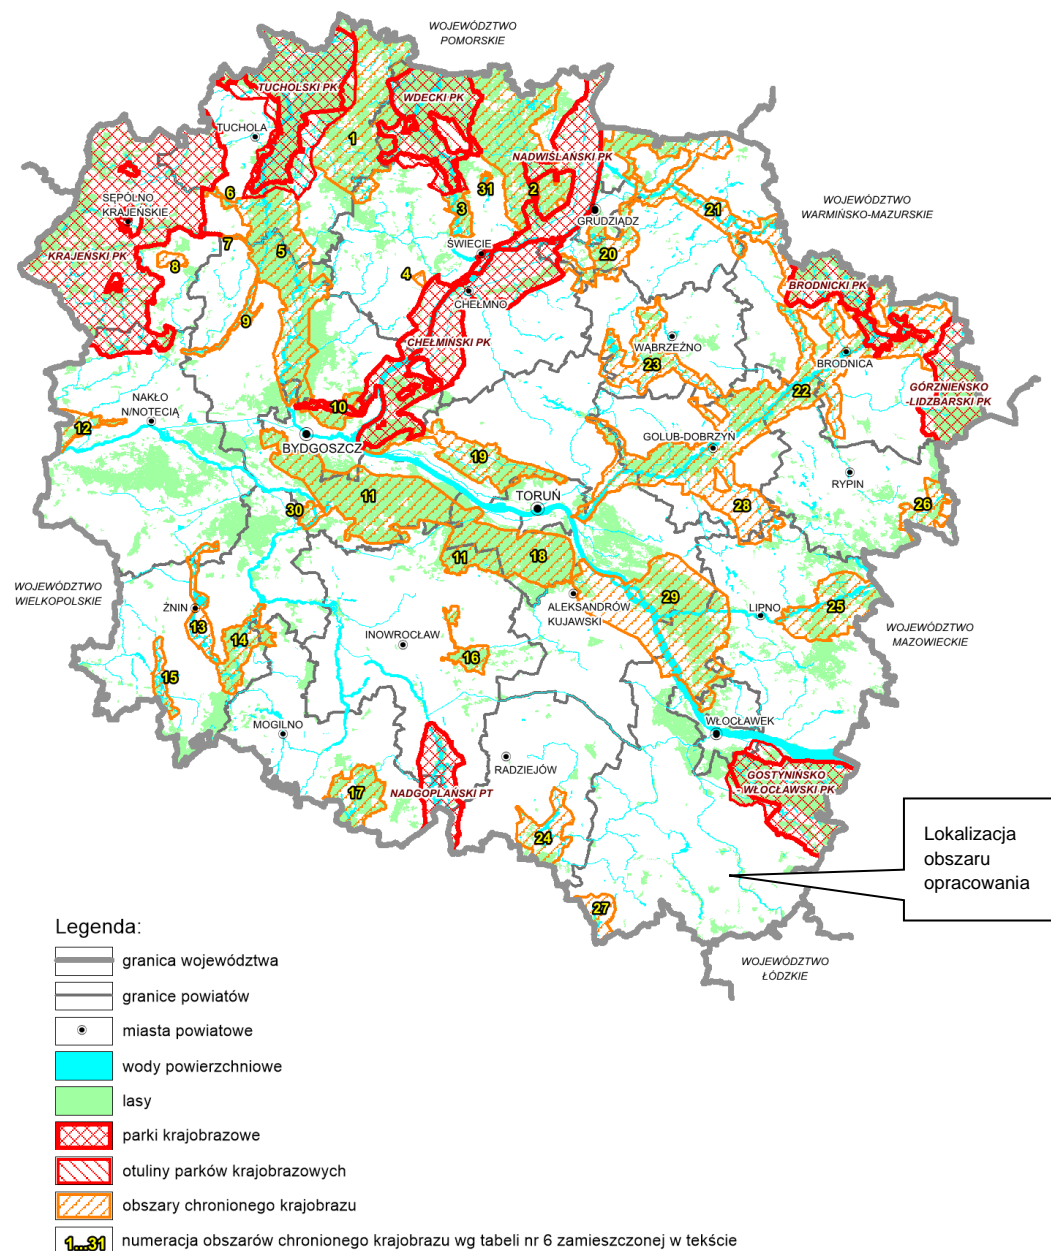 WOJEWÓDZTWO
POMORSKIE
TUCHOLSKI PK
WDECKI PK
TUCHOLA
1
NADWIŚLAŃSKI PK
31
2
6
SĘPÓLNO
KRAJEŃSKIE
3
21
WOJEWÓDZTWO
WARMIŃSKO-MAZURSKIE
GRUDZIĄDZ
7
5
ŚWIECIE
20
KRAJEŃSKI PK
8
4
BRODNICKI PK
CHEŁMNO
9
CHEŁMIŃSKI PK
WĄBRZEŹNO
23
BRODNICA
GÓRZNIEŃSKO
-LIDZBARSKI PK
22
NAKŁO
N/NOTECIĄ
10
12
BYDGOSZCZ
GOLUB-DOBRZYŃ
19
RYPIN
11
TORUŃ
30
28
26
11
18
WOJEWÓDZTWO
WIELKOPOLSKIE
ŻNIN
29
ALEKSANDRÓW
KUJAWSKI
LIPNO
25
13
14
INOWROCŁAW
WOJEWÓDZTWO
MAZOWIECKIE
16
15
MOGILNO
WŁOCŁAWEK
RADZIEJÓW
17
NADGOPLAŃSKI PT
GOSTYNIŃSKO
- WŁOCŁAWSKI PK
24
Lokalizacja
obszaru
opracowania
27
WOJEWÓDZTWO
ŁÓDZKIE
Legenda:
granica województwa
granice powiatów
miasta powiatowe
wody powierzchniowe
lasy
parki krajobrazowe
otuliny parków krajobrazowych
obszary chronionego krajobrazu
1...31 numeracja obszarów chronionego krajobrazu wg tabeli nr 6 zamieszczonej w tekście